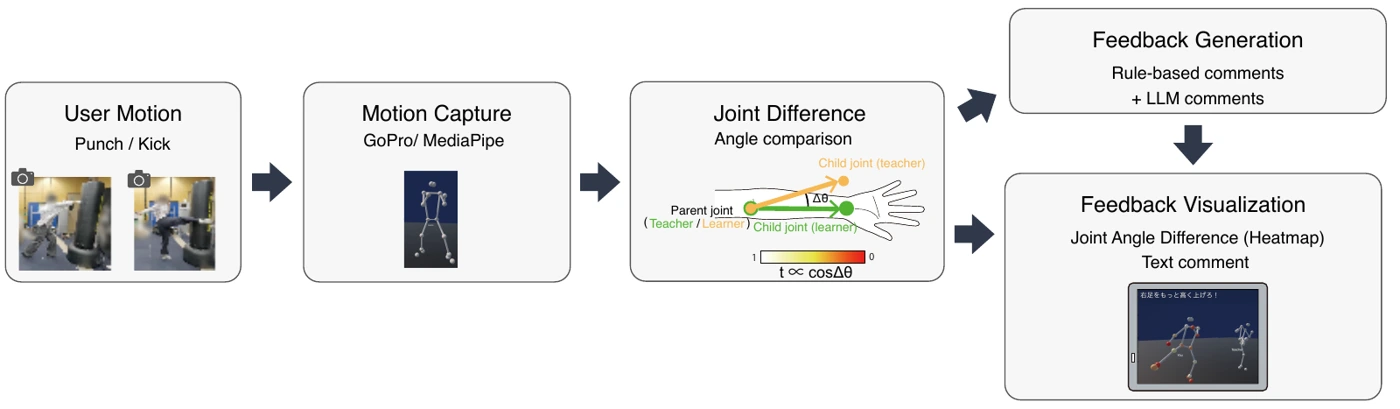 User Motion
Punch / Kick
Motion Capture
GoPro/ MediaPipe
Joint Difference
Angle comparison
Child joint (teacher)
Δθ
Parent joint
( Teacher / Learner )
Child joint (learner)
1
0
t ∝ cosΔθ
Feedback Generation
Rule-based comments
+ LLM comments
Feedback Visualization
Joint Angle Difference (Heatmap)
Text comment
右足をもっと高く上げろ！